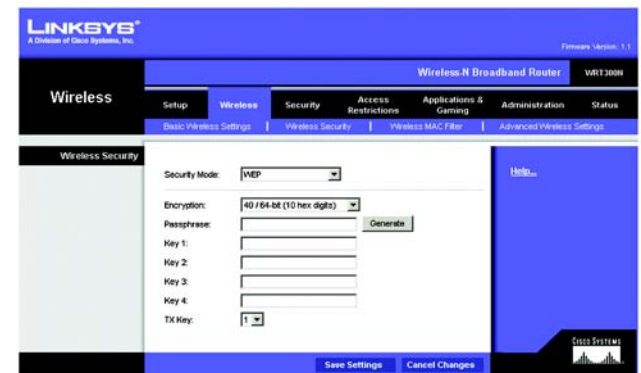 LINKSYS®
A Division of Cisco Systems, Inc.
Firmware Version: 1.1
Wireless-N Broadband Router WRT300N
Wireless
Setup Wireless Security Access Restrictions Applications & Gaming Administration Status
Basic Wireless Settings | Wireless Security | Wireless MAC Filter | Advanced Wireless Settings
Wireless Security
Security Mode: WEP
Help...
Encryption: 40 / 64-bit (10 hex digits)
Passphrase: Generate
Key 1:
Key 2:
Key 3:
Key 4:
TX Key: 1
CISCO SYSTEMS
Save Settings Cancel Changes